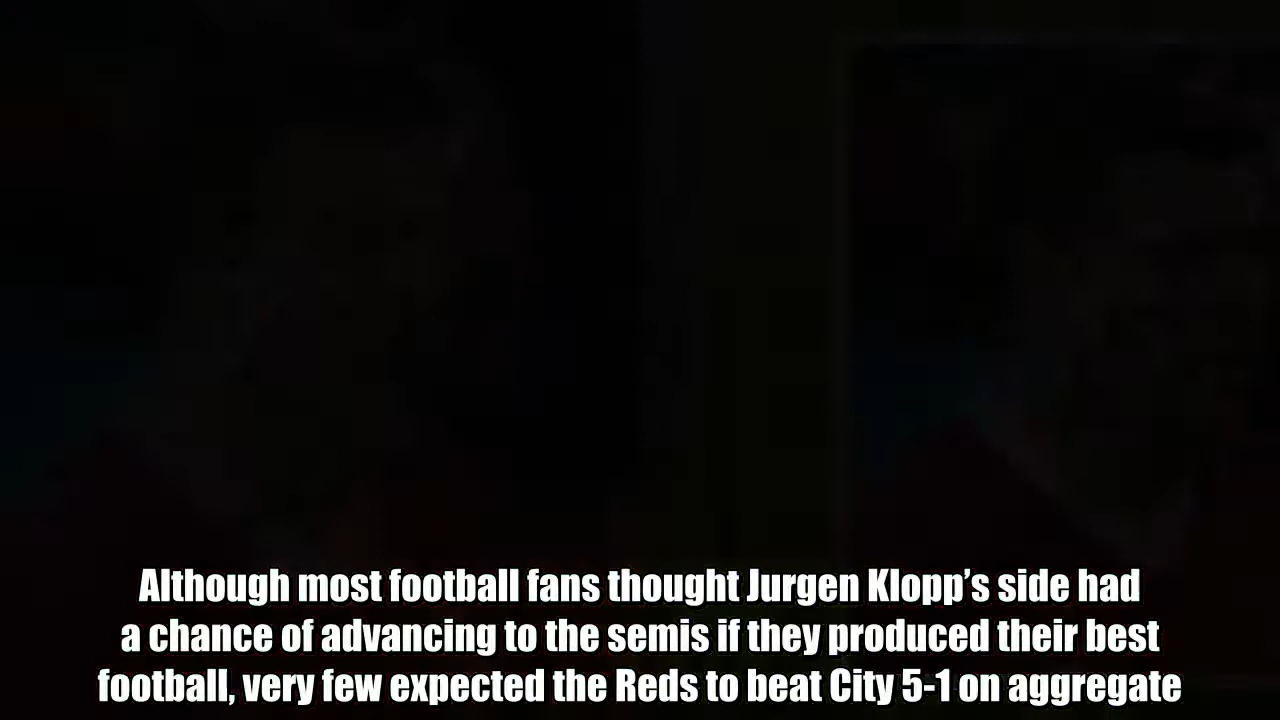 Although most football fans thought Jurgen Klopp’s side had
a chance of advancing to the semis if they produced their best
football, very few expected the Reds to beat City 5-1 on aggregate